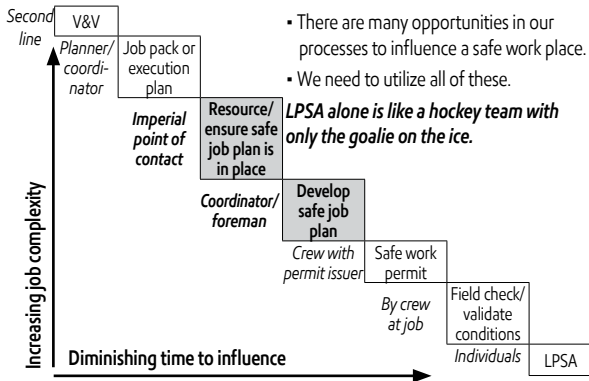 Second
line
V&V
Planner/
coordi-
nator
Job pack or
execution
plan
Imperial
point of
contact
Resource/
ensure safe
job plan is
in place
Coordinator/
foreman
Develop
safe job
plan
Crew with
permit issuer
Safe work
permit
By crew
at job
Field check/
validate
conditions
Individuals
LPSA
▪ There are many opportunities in our
processes to influence a safe work place.
▪ We need to utilize all of these.
LPSA alone is like a hockey team with
only the goalie on the ice.
Increasing job complexity
Diminishing time to influence